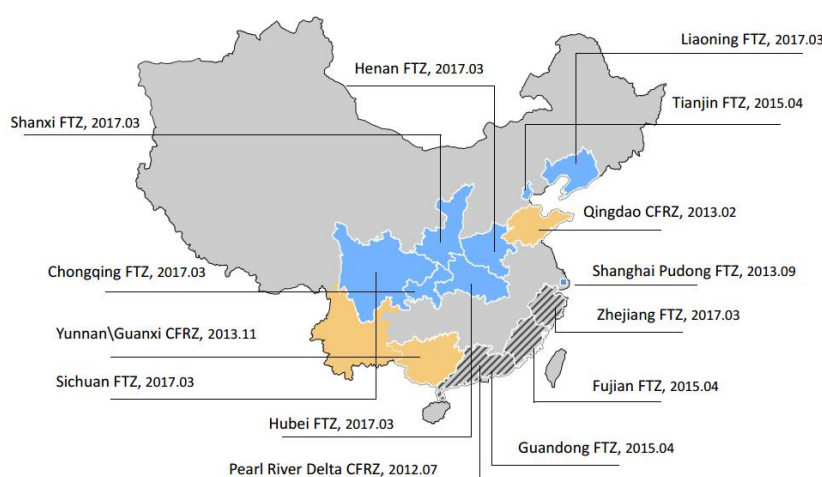 Liaoning FTZ, 2017.03
Henan FTZ, 2017.03
Tianjin FTZ, 2015.04
Shanxi FTZ, 2017.03
Qingdao CFRZ, 2013.02
Chongqing FTZ, 2017.03
Shanghai Pudong FTZ, 2013.09
Zhejiang FTZ, 2017.03
Yunnan\Guanxi CFRZ, 2013.11
Sichuan FTZ, 2017.03
Fujian FTZ, 2015.04
Hubei FTZ, 2017.03
Guandong FTZ, 2015.04
Pearl River Delta CFRZ, 2012.07